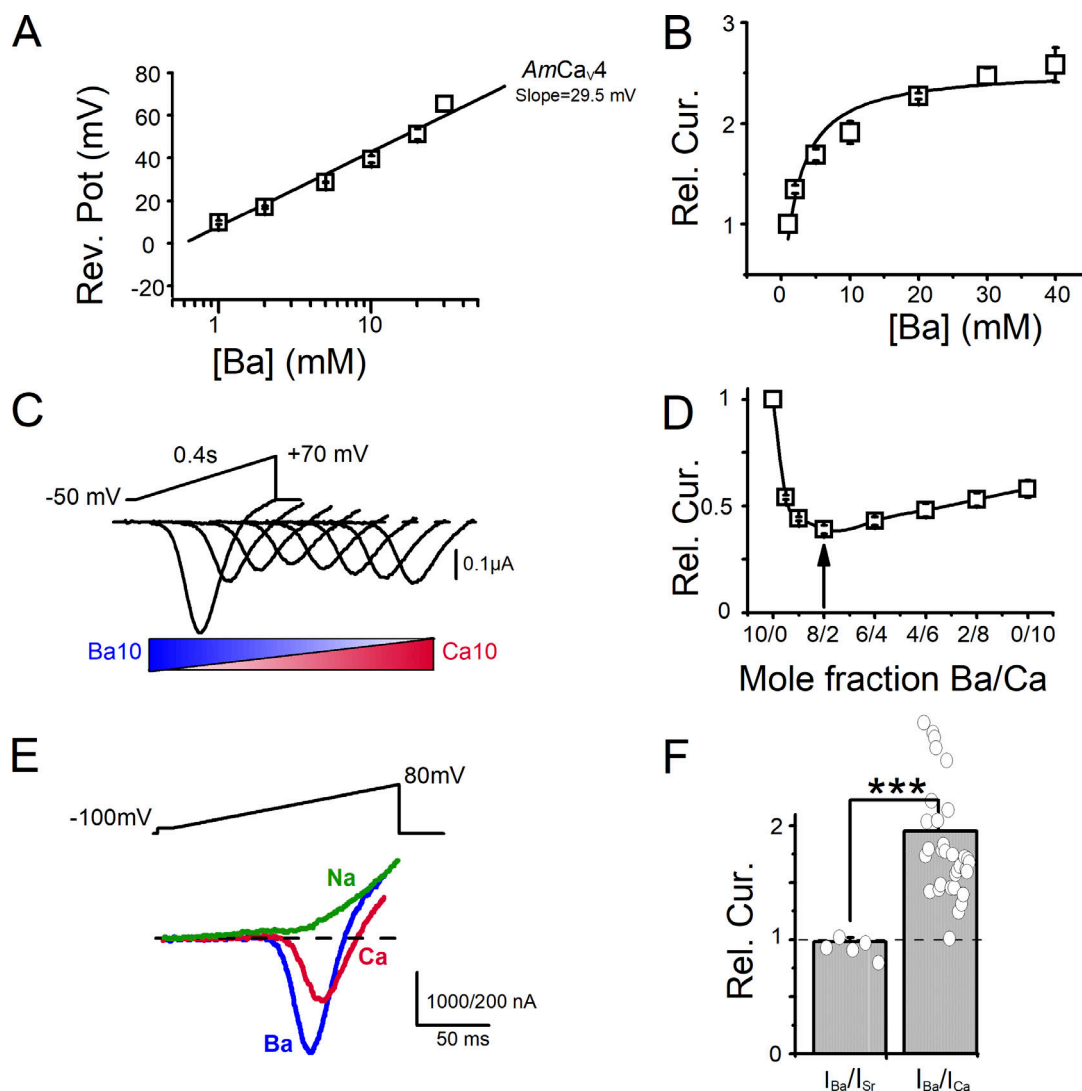 A
Rev. Pot (mV)
80
60
40
20
0
-20
1
10
[Ba] (mM)
AmCaV4
Slope=29.5 mV
B
Rel. Cur.
3
2
1
0
10
20
30
40
[Ba] (mM)
C
0.4s
+70 mV
-50 mV
0.1µA
Ba10
Ca10
D
Rel. Cur.
1
0.5
0
10/0
8/2
6/4
4/6
2/8
0/10
Mole fraction Ba/Ca
E
80mV
-100mV
Na
Ca
Ba
1000/200 nA
50 ms
F
***
Rel. Cur.
2
1
0
IBa/ISr
IBa/ICa